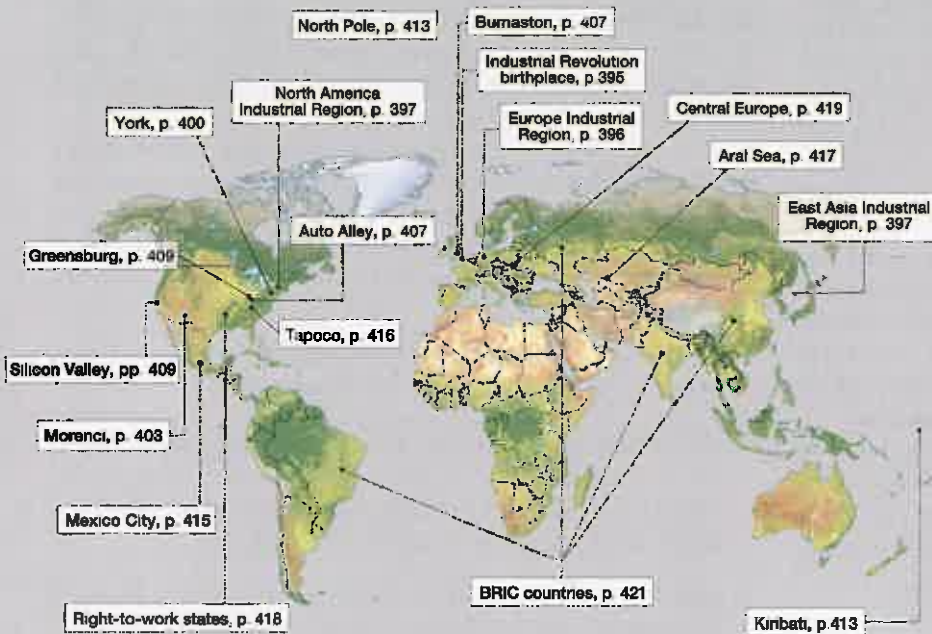 North Pole, p. 413
Burnaston, p. 407
Industrial Revolution
birthplace, p. 395
North America
Industrial Region, p. 397
York, p. 400
Europe Industrial
Region, p. 396
Central Europe, p. 419
Aral Sea, p. 417
East Asia Industrial
Region, p. 397
Auto Alley, p. 407
Greensburg, p. 409
Tapoco, p. 416
Silicon Valley, pp. 409
Morenci, p. 403
Mexico City, p. 415
Right-to-work states, p. 418
BRIC countries, p. 421
Kiribati, p. 413